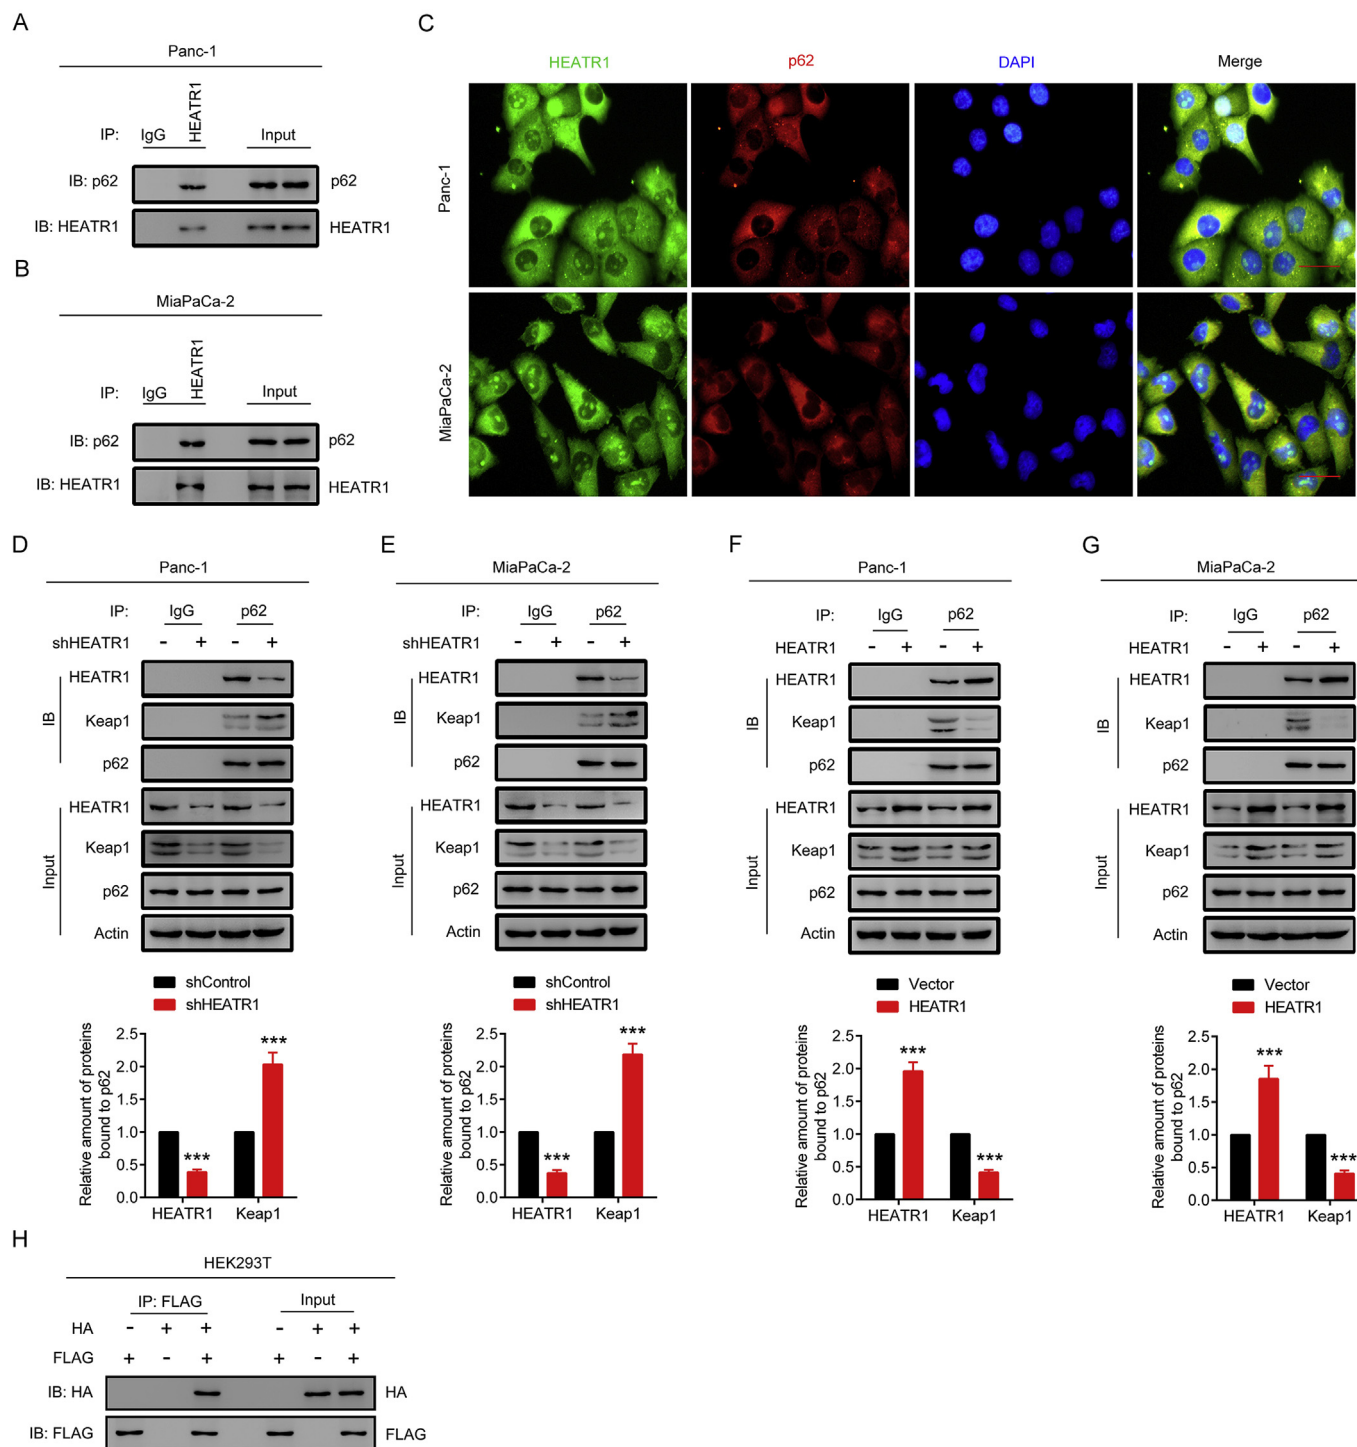 A
Panc-1
IP: IgG HEATR1 Input
IB: p62 p62
IB: HEATR1 HEATR1
B
MiaPaCa-2
IP: IgG HEATR1 Input
IB: p62 p62
IB: HEATR1 HEATR1
C
HEATR1 p62 DAPI Merge
Panc-1
MiaPaCa-2
D
Panc-1
IP: IgG p62
shHEATR1 - + - +
IB
HEATR1
Keap1
p62
Input
HEATR1
Keap1
p62
Actin
shControl
shHEATR1
Relative amount of proteins
bound to p62
2.5
2.0
1.5
1.0
0.5
0.0
*** ***
HEATR1 Keap1
E
MiaPaCa-2
IP: IgG p62
shHEATR1 - + - +
IB
HEATR1
Keap1
p62
Input
HEATR1
Keap1
p62
Actin
shControl
shHEATR1
Relative amount of proteins
bound to p62
2.5
2.0
1.5
1.0
0.5
0.0
*** ***
HEATR1 Keap1
F
Panc-1
IP: IgG p62
HEATR1 - + - +
IB
HEATR1
Keap1
p62
Input
HEATR1
Keap1
p62
Actin
Vector
HEATR1
Relative amount of proteins
bound to p62
2.5
2.0
1.5
1.0
0.5
0.0
*** ***
HEATR1 Keap1
G
MiaPaCa-2
IP: IgG p62
HEATR1 - + - +
IB
HEATR1
Keap1
p62
Input
HEATR1
Keap1
p62
Actin
Vector
HEATR1
Relative amount of proteins
bound to p62
2.5
2.0
1.5
1.0
0.5
0.0
*** ***
HEATR1 Keap1
H
HEK293T
IP: FLAG Input
HA - + + - + +
FLAG + - + + - +
IB: HA HA
IB: FLAG FLAG